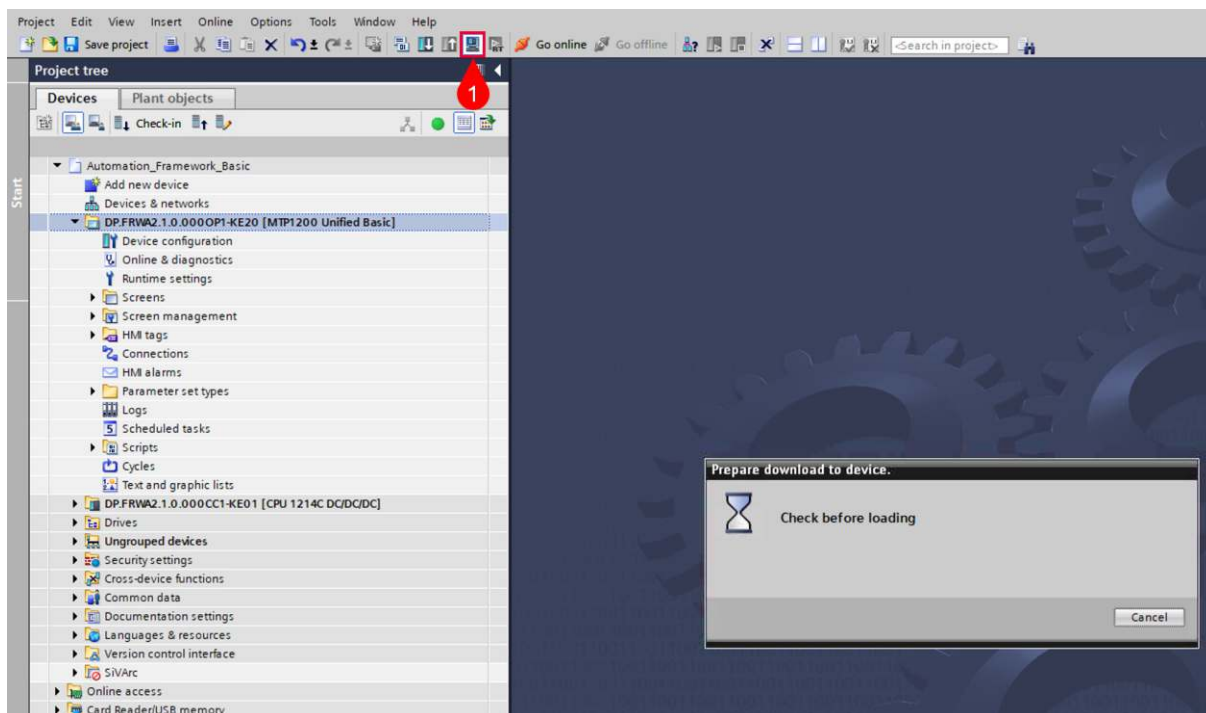 Project Edit View Insert Online Options Tools Window Help
Save project Go online Go offline <Search in project>
Project tree
1
Devices Plant objects
Check-in
Start
Automation_Framework_Basic
Add new device
Devices & networks
DP.FRWA2.1.0.000OP1-KE20 [MTP1200 Unified Basic]
Device configuration
Online & diagnostics
Runtime settings
Screens
Screen management
HMI tags
Connections
HMI alarms
Parameter set types
Logs
Scheduled tasks
Scripts
Cycles
Text and graphic lists
DP.FRWA2.1.0.000CC1-KE01 [CPU 1214C DC/DC/DC]
Drives
Ungrouped devices
Security settings
Cross-device functions
Common data
Documentation settings
Languages & resources
Version control interface
SiVArc
Online access
Card Reader/USB memory
Prepare download to device.
Check before loading
Cancel